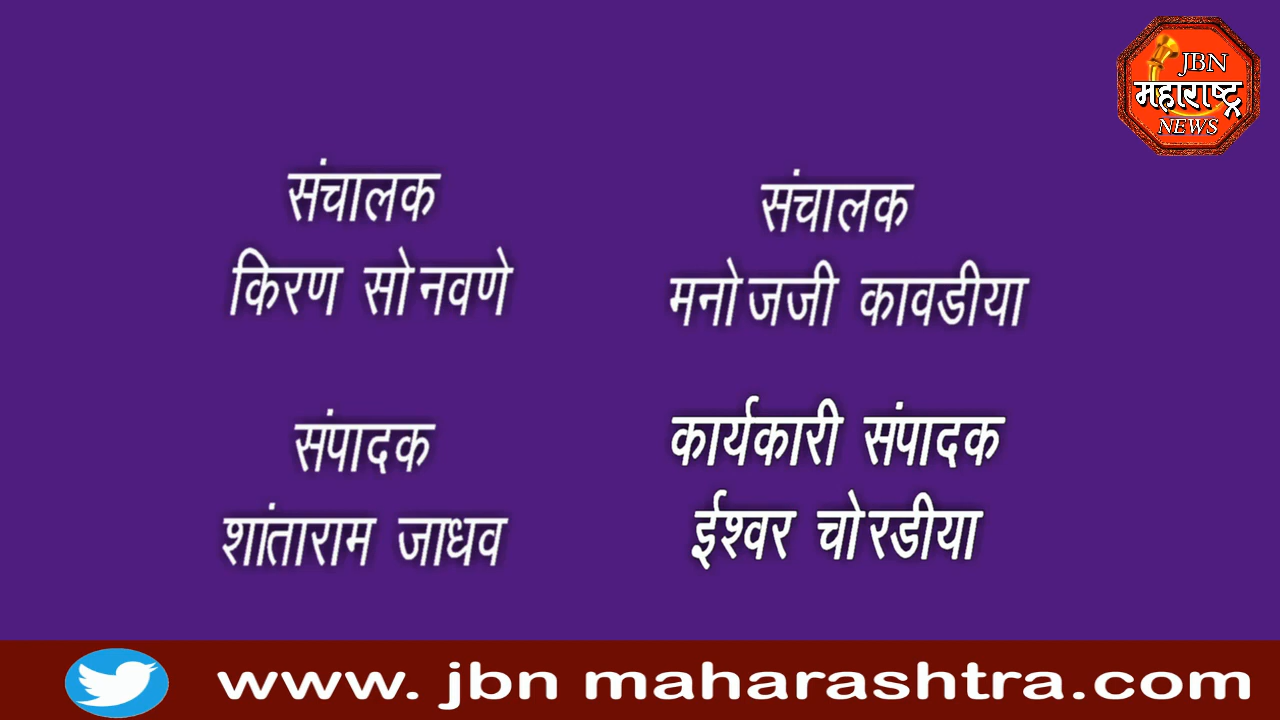 JBN
महाराष्ट्र
NEWS
संचालक
किरण सोनवणे
संचालक
मनोजजी कावडीया
संपादक
शांताराम जाधव
कार्यकारी संपादक
ईश्वर चोरडीया
www. jbn maharashtra.com